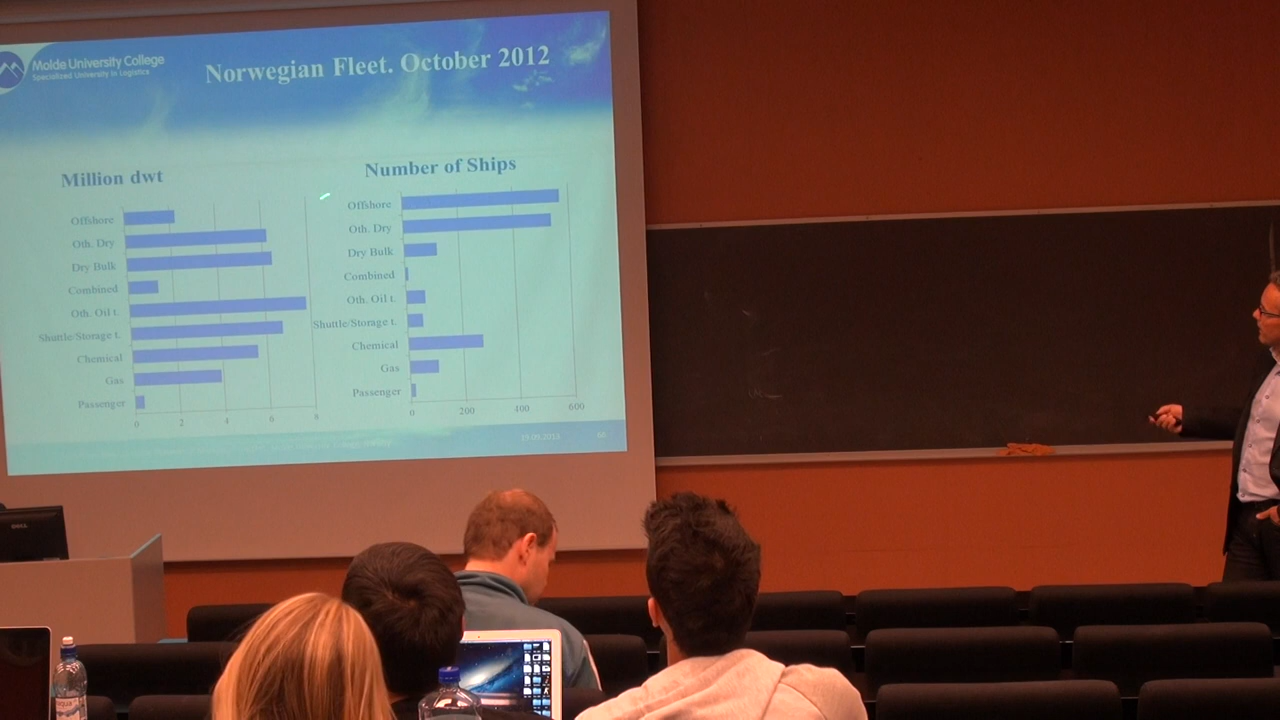 Molde University College
Specialized University in Logistics
Norwegian Fleet. October 2012
Million dwt
Offshore
Oth. Dry
Dry Bulk
Combined
Oth. Oil t.
Shuttle/Storage t.
Chemical
Gas
Passenger
0 2 4 6 8
Number of Ships
Offshore
Oth. Dry
Dry Bulk
Combined
Oth. Oil t.
Shuttle/Storage t.
Chemical
Gas
Passenger
0 200 400 600
DELL